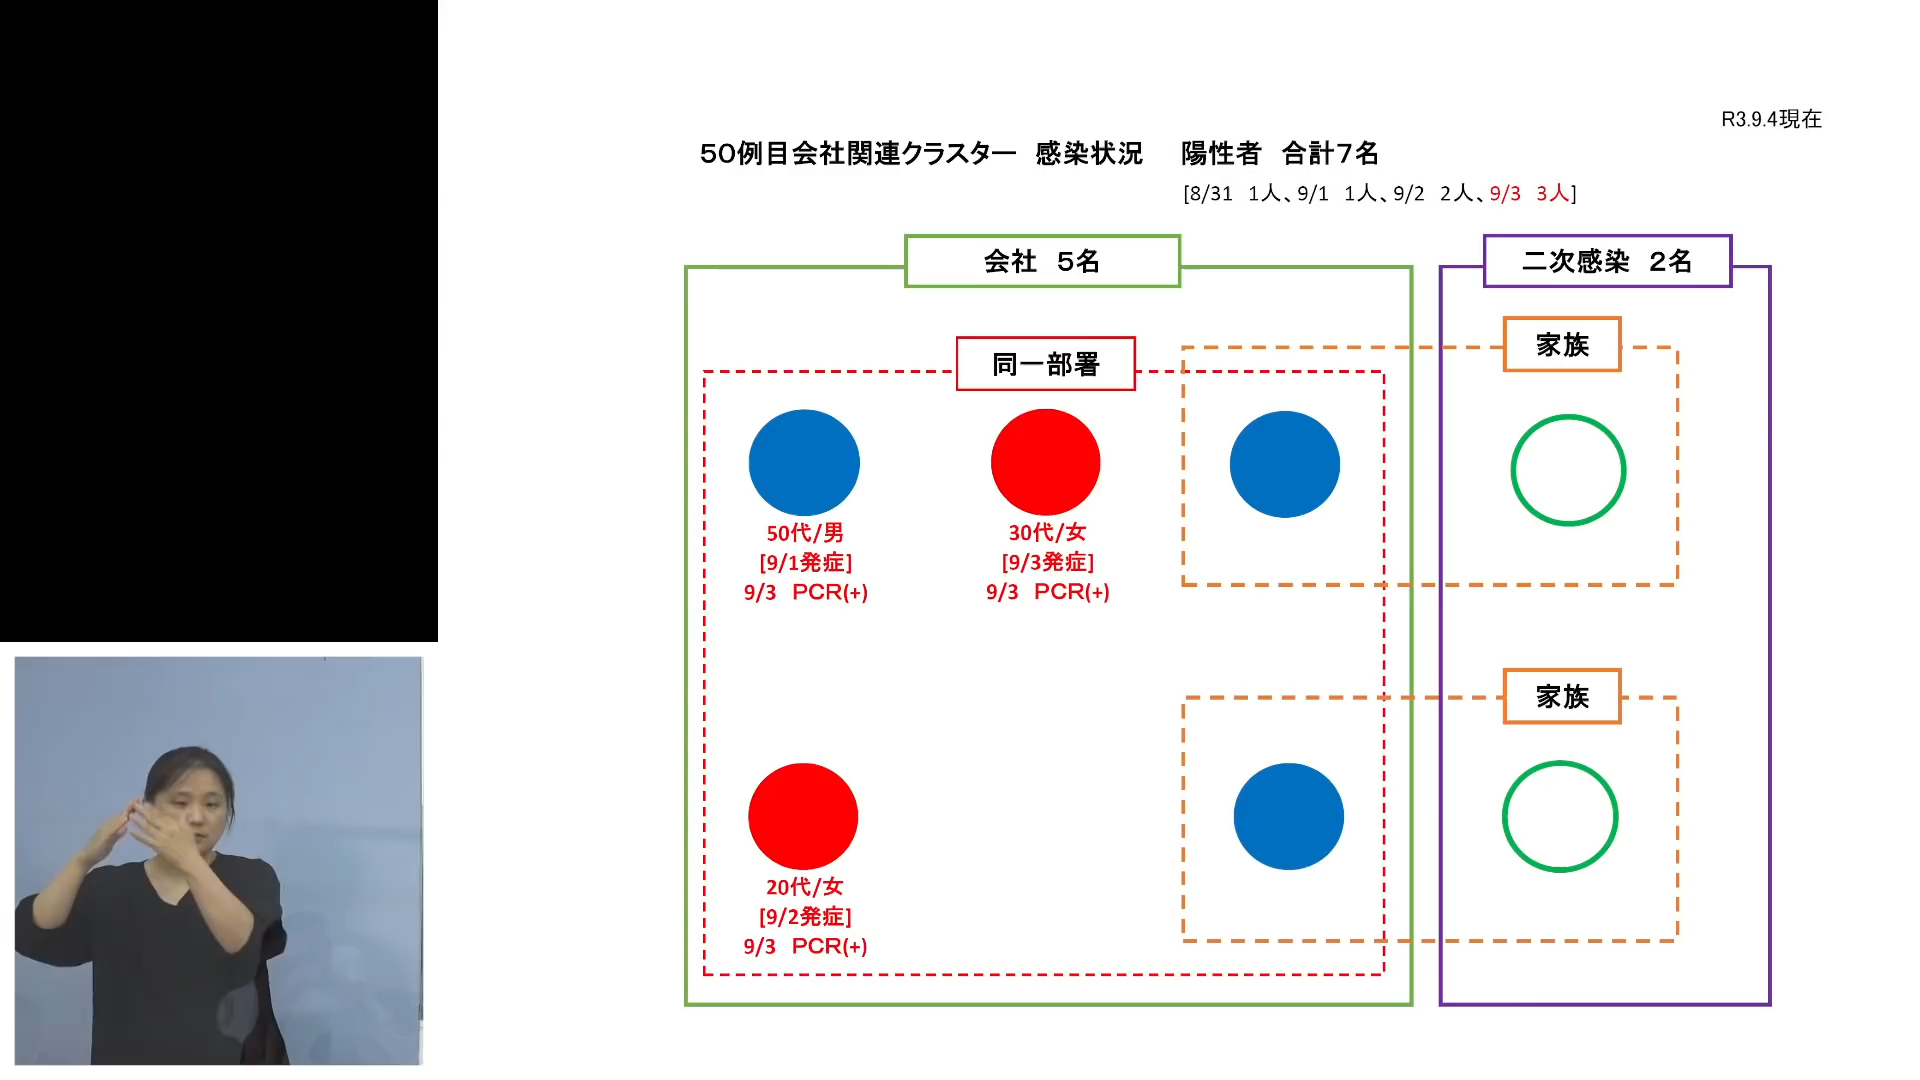 R3.9.4現在
50例目会社関連クラスター 感染状況 陽性者 合計7名
[8/31 1人、9/1 1人、9/2 2人、9/3 3人]
会社 5名
二次感染 2名
家族
同一部署
50代/男
[9/1発症]
9/3 PCR(+)
30代/女
[9/3発症]
9/3 PCR(+)
家族
20代/女
[9/2発症]
9/3 PCR(+)